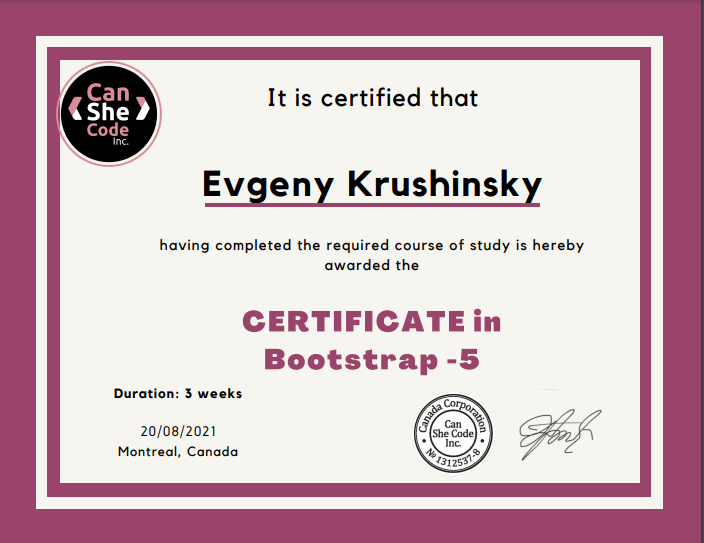 Can
She
Code
Inc.
It is certified that
Evgeny Krushinsky
having completed the required course of study is hereby
awarded the
CERTIFICATE in
Bootstrap -5
Duration: 3 weeks
20/08/2021
Montreal, Canada
Canada Corporation
Can
She Code
Inc.
№ 1312537-8